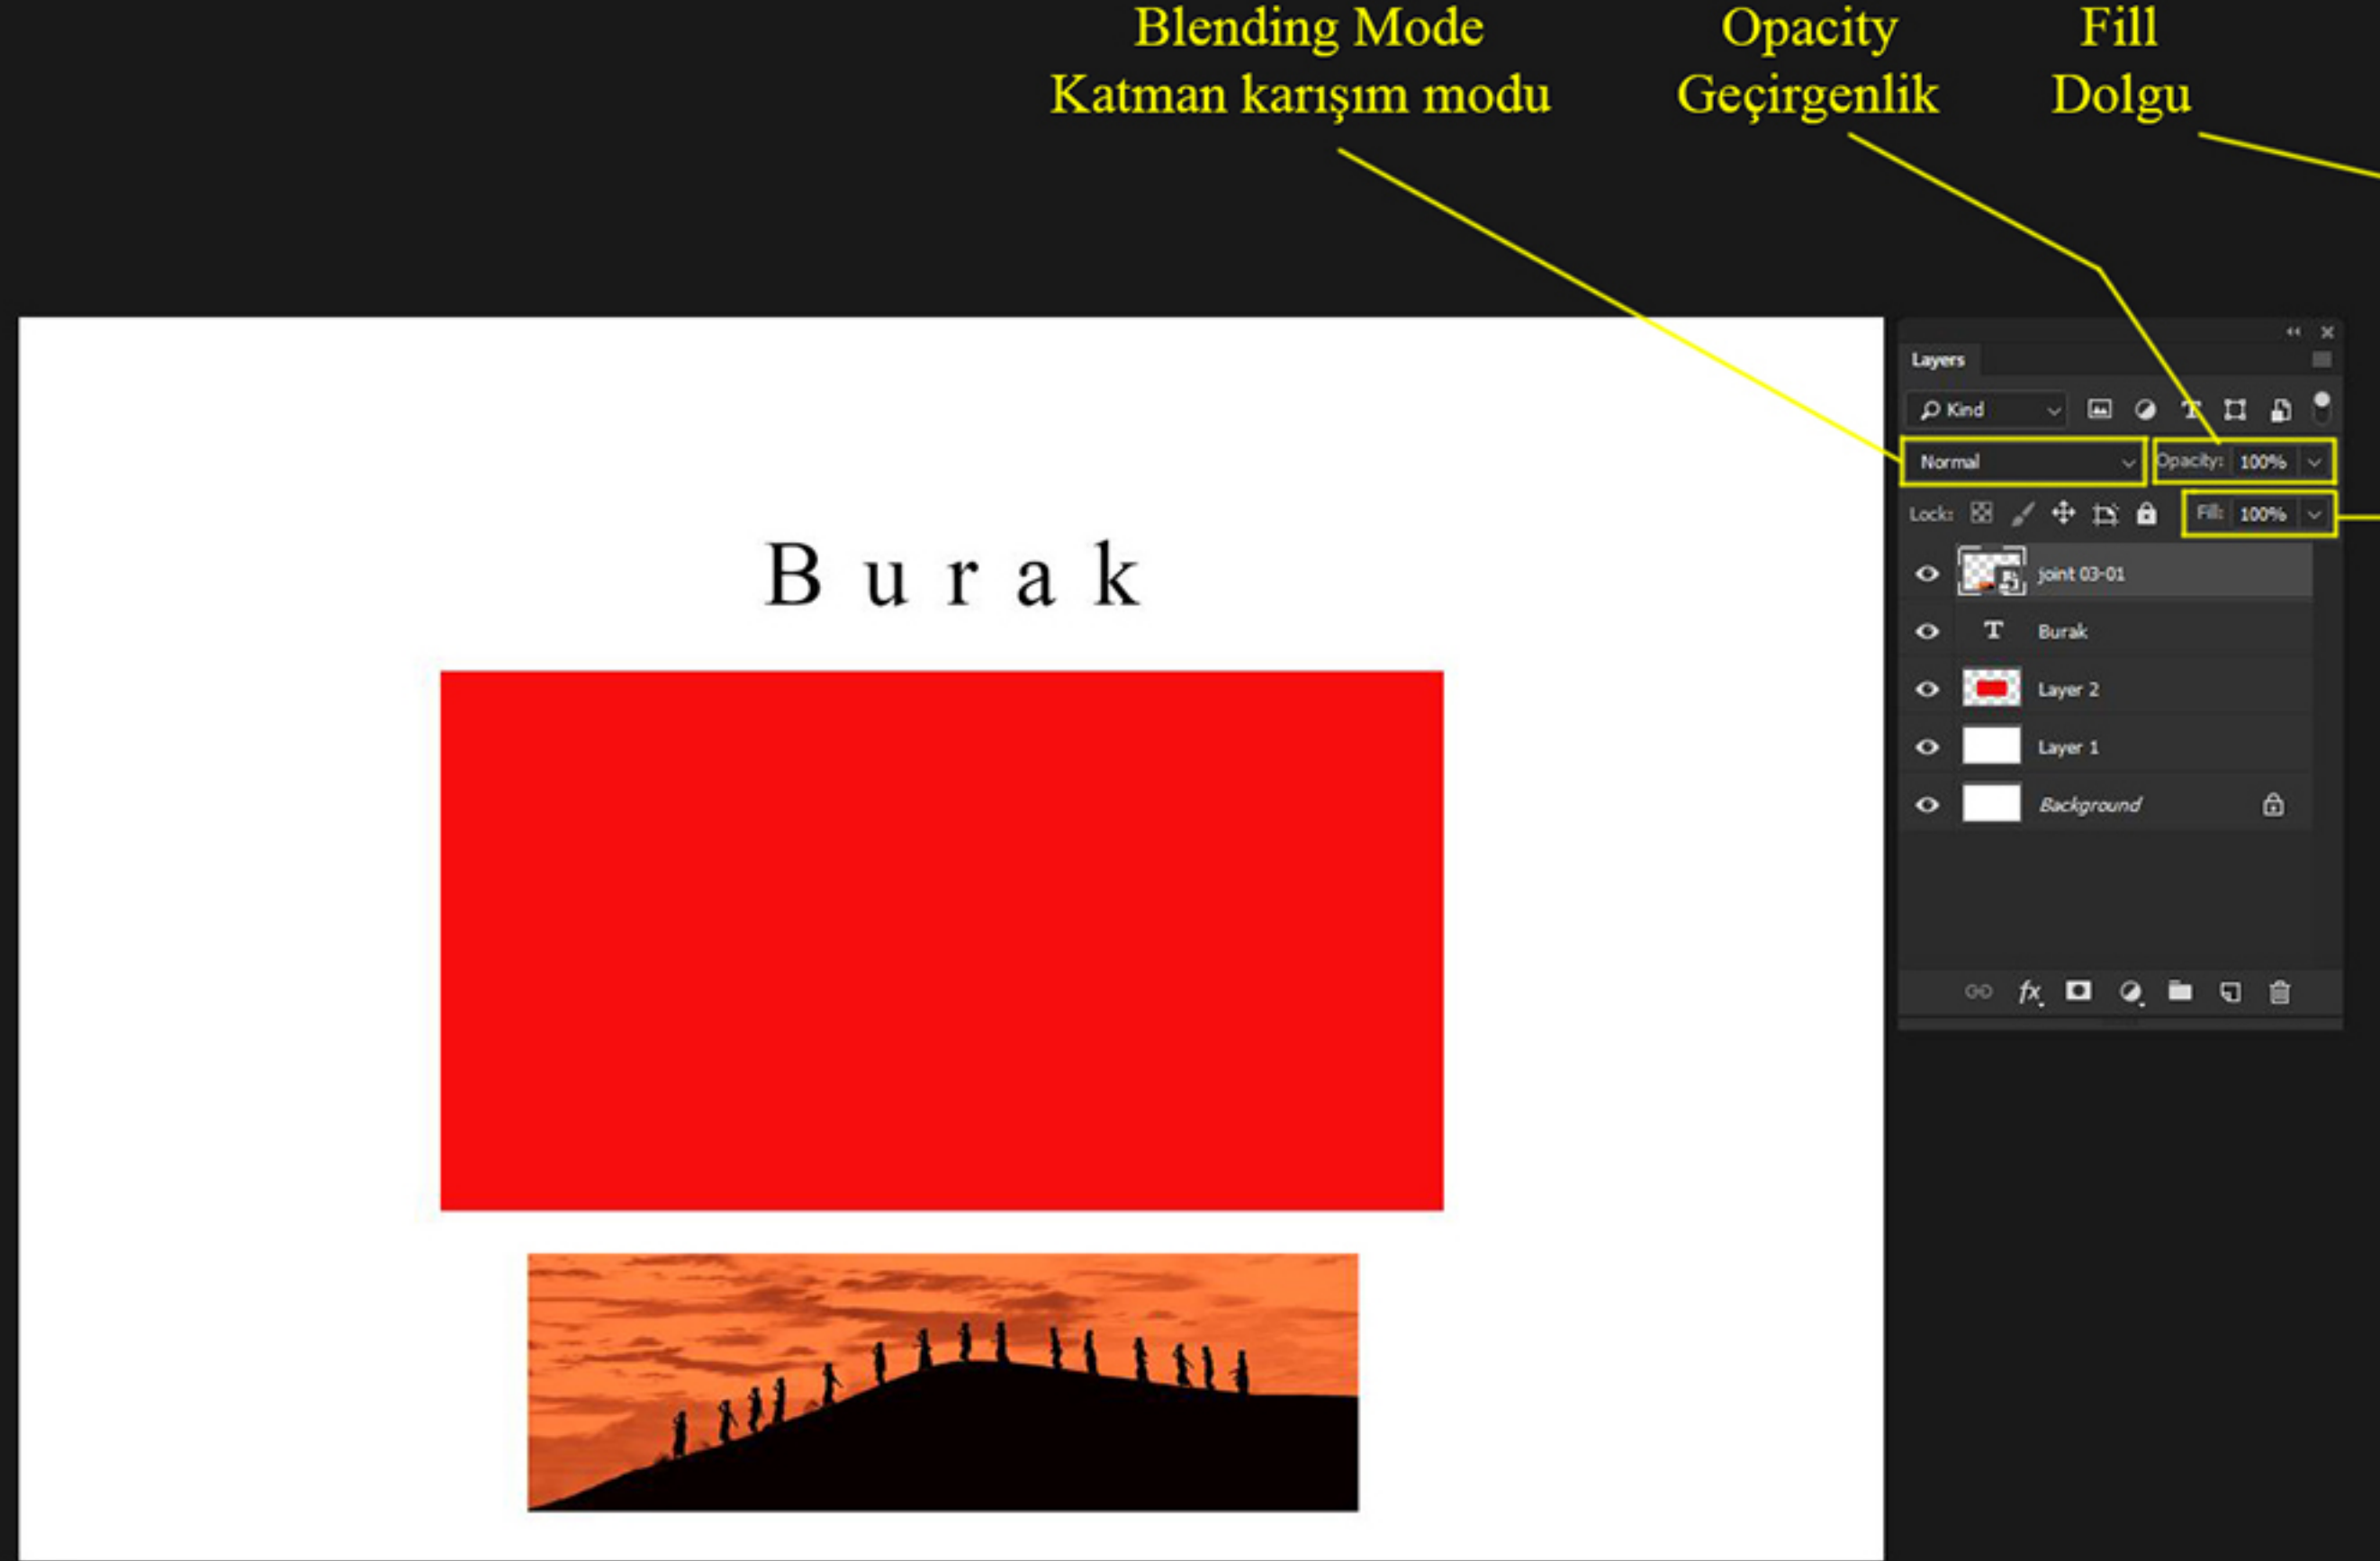 Blending Mode
Katman karışım modu
Opacity
Geçirgenlik
Fill
Dolgu
Layers
Kind
Normal
Opacity: 100%
Lock:
Fill: 100%
joint 03-01
T Burak
Layer 2
Layer 1
Background
fx
B u r a k